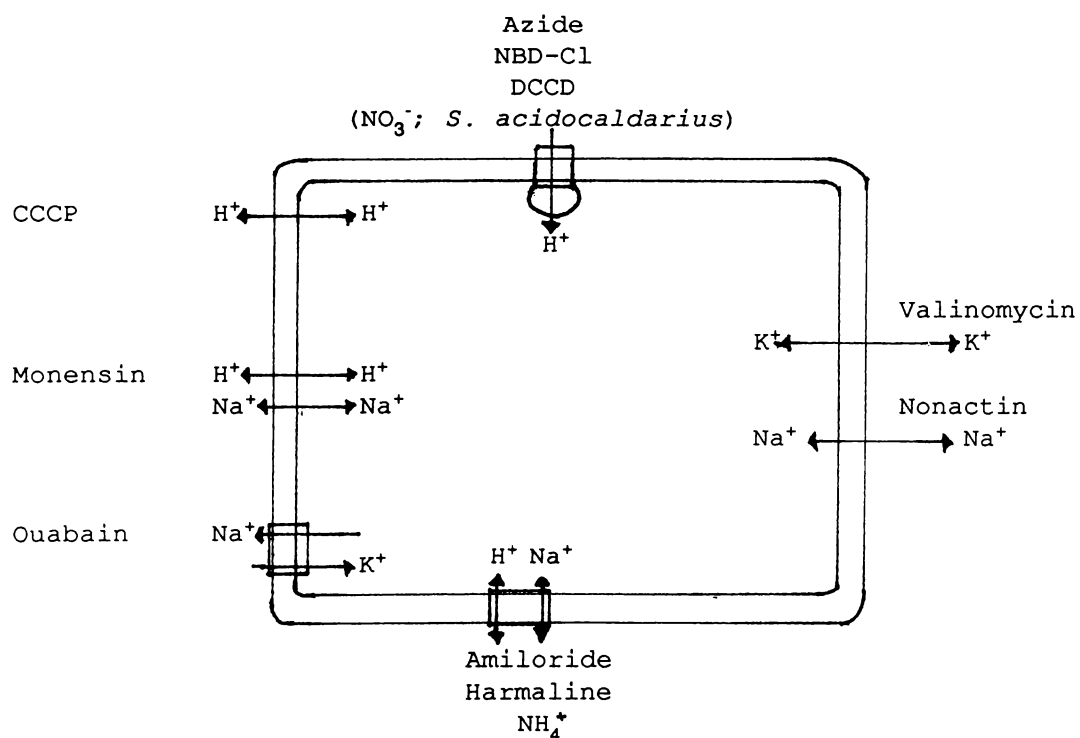 Azide
NBD-Cl
DCCD
(NO₃⁻; S. acidocaldarius)
CCCP
H⁺ H⁺
H⁺
Valinomycin
K⁺ K⁺
Monensin
H⁺ H⁺
Na⁺ Na⁺
Nonactin
Na⁺ Na⁺
Ouabain
Na⁺
K⁺
H⁺ Na⁺
Amiloride
Harmaline
NH₄⁺